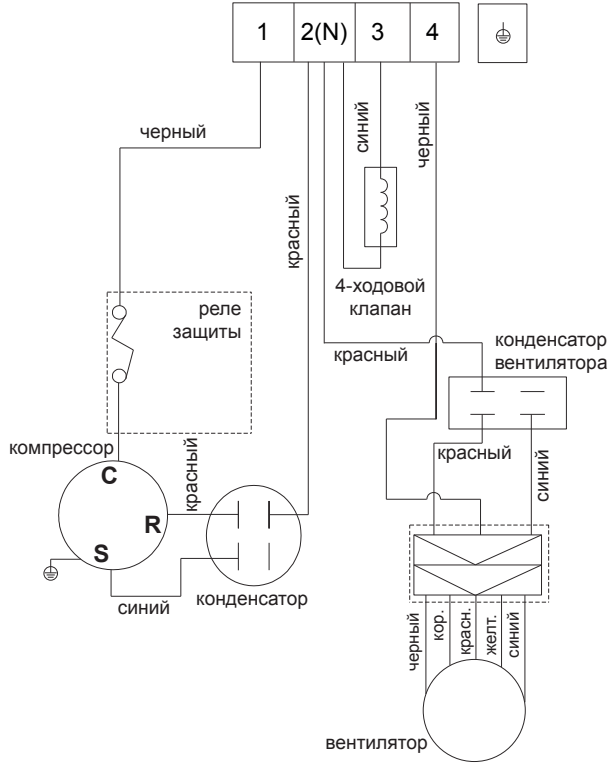 1 2(N) 3 4
черный
синий
черный
красный
4-ходовой
клапан
реле
защиты
красный
конденсатор
вентилятора
компрессор
C
R
S
красный
красный
синий
синий
конденсатор
черный
кор.
красн.
желт.
синий
вентилятор